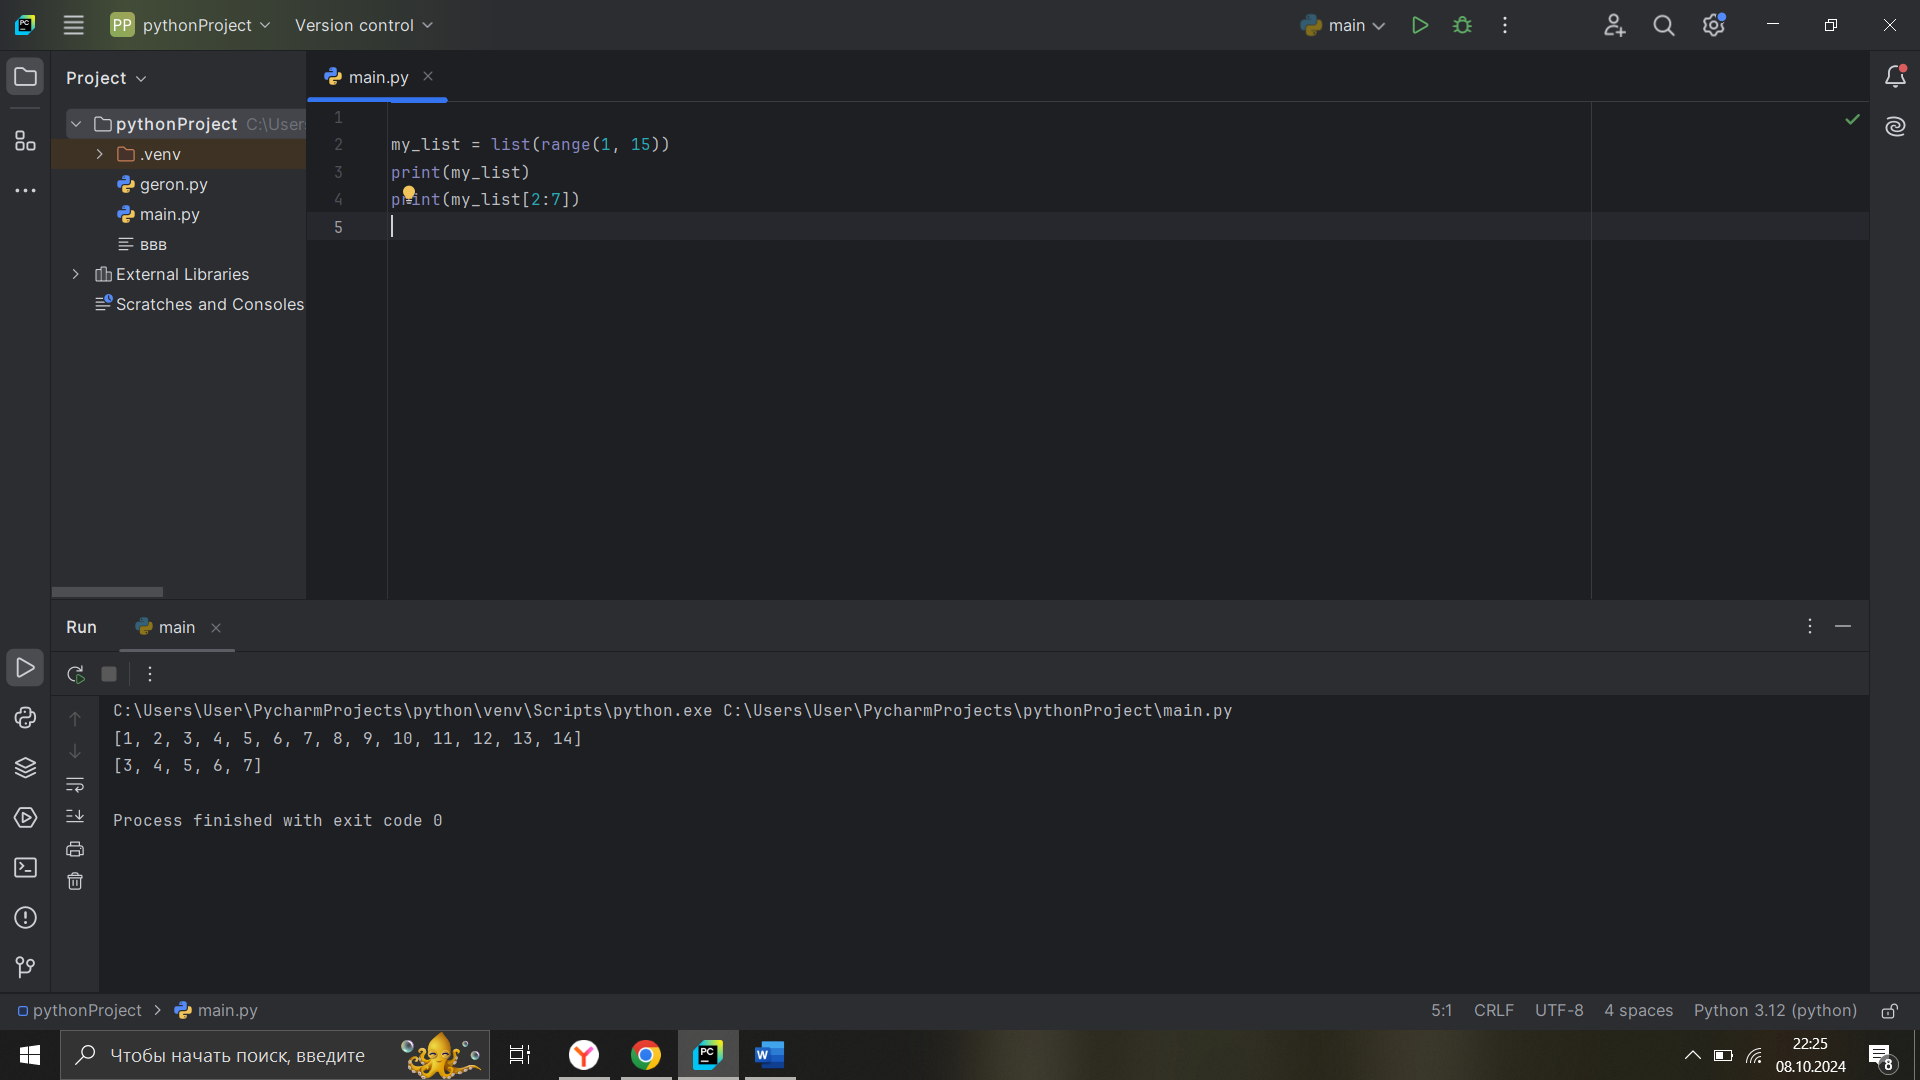 PC PP pythonProject Version control main
Project main.py
pythonProject C:\User
.venv
geron.py
main.py
BBB
External Libraries
Scratches and Consoles
1
2 my_list = list(range(1, 15))
3 print(my_list)
4 print(my_list[2:7])
5
Run main
C:\Users\User\PycharmProjects\python\venv\Scripts\python.exe C:\Users\User\PycharmProjects\pythonProject\main.py
[1, 2, 3, 4, 5, 6, 7, 8, 9, 10, 11, 12, 13, 14]
[3, 4, 5, 6, 7]
Process finished with exit code 0
pythonProject main.py 5:1 CRLF UTF-8 4 spaces Python 3.12 (python)
Чтобы начать поиск, введите Y PC W 22:25
08.10.2024 8